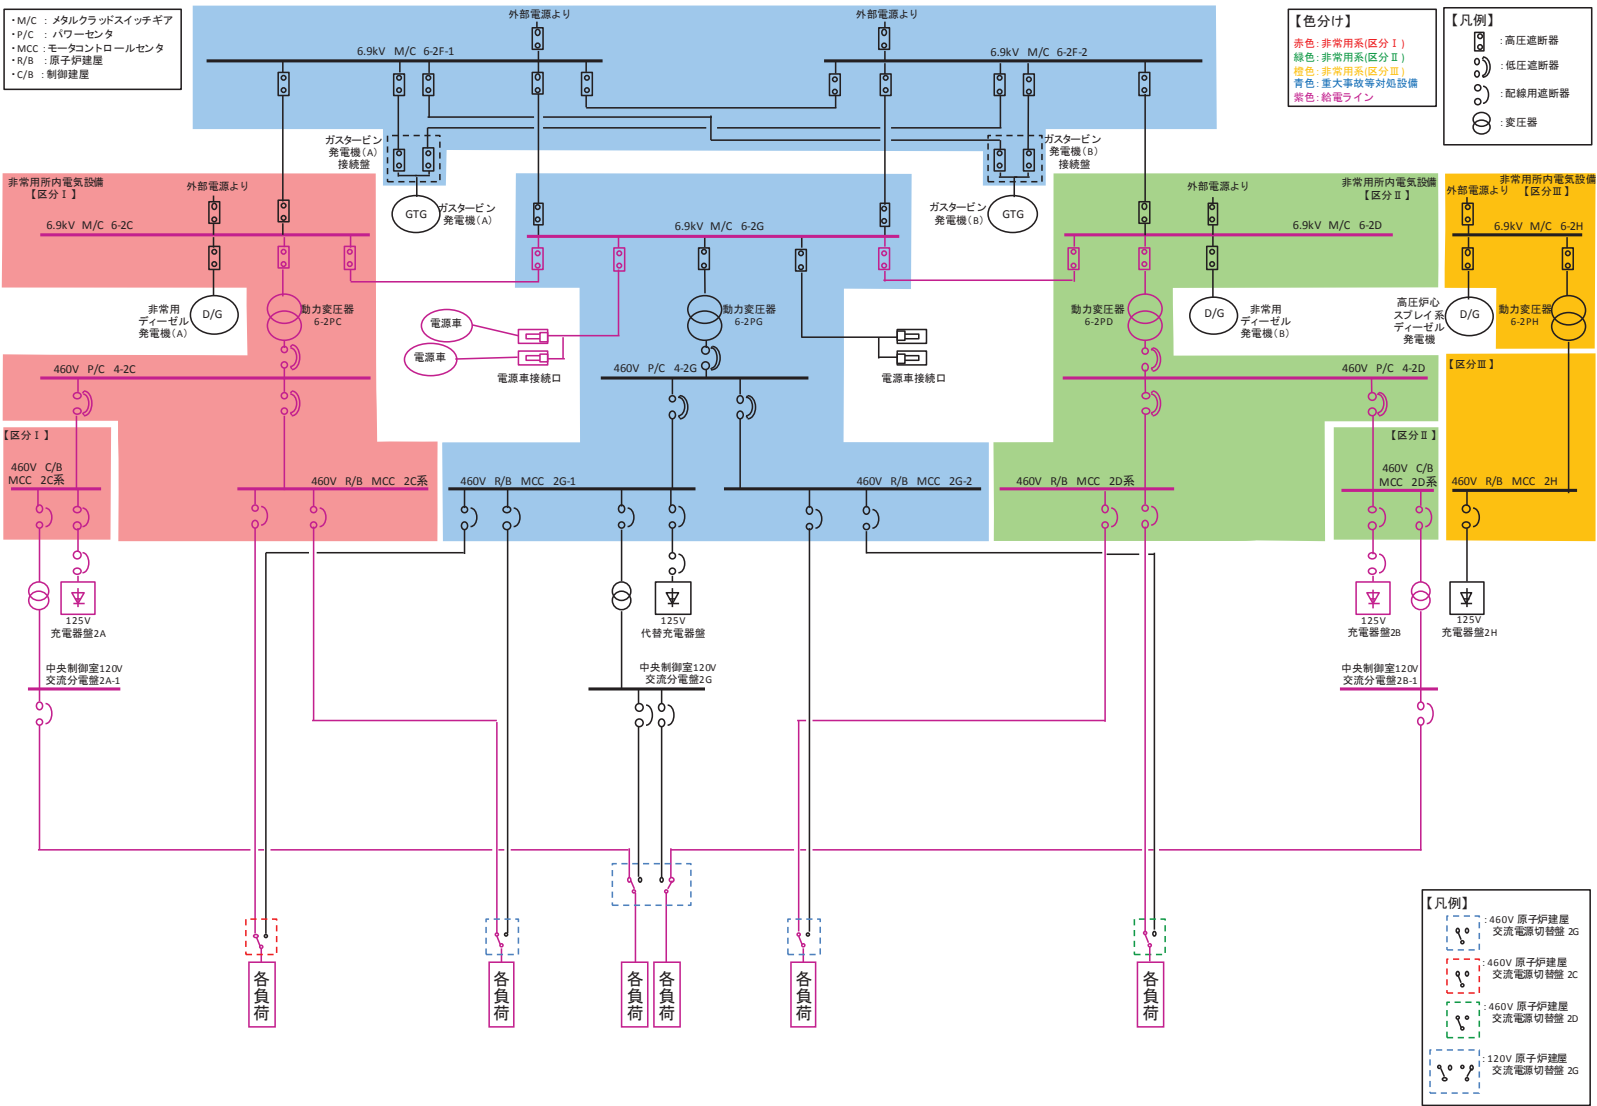 ・M/C ： メタルクラッドスイッチギア
・P/C ： パワーセンタ
・MCC ：モータコントロールセンタ
・R/B ：原子炉建屋
・C/B ：制御建屋
外部電源より
外部電源より
6.9kV M/C 6-2F-1
6.9kV M/C 6-2F-2
【色分け】
赤色：非常用系(区分Ⅰ)
緑色：非常用系(区分Ⅱ)
橙色：非常用系(区分Ⅲ)
青色：重大事故等対処設備
紫色：給電ライン
【凡例】
：高圧遮断器
：低圧遮断器
：配線用遮断器
：変圧器
ガスタービン
発電機(A)
接続盤
ガスタービン
発電機(B)
接続盤
GTG
ガスタービン
発電機(A)
ガスタービン
発電機(B)
GTG
非常用所内電気設備
【区分Ⅰ】
外部電源より
6.9kV M/C 6-2C
6.9kV M/C 6-2G
外部電源より
非常用所内電気設備
【区分Ⅱ】
6.9kV M/C 6-2D
非常用所内電気設備
【区分Ⅲ】
外部電源より
6.9kV M/C 6-2H
非常用
ディーゼル
発電機(A)
D/G
動力変圧器
6-2PC
電源車
電源車
電源車接続口
動力変圧器
6-2PG
電源車接続口
動力変圧器
6-2PD
D/G
非常用
ディーゼル
発電機(B)
高圧炉心
スプレイ系
ディーゼル
発電機
D/G
動力変圧器
6-2PH
460V P/C 4-2C
460V P/C 4-2G
460V P/C 4-2D
【区分Ⅲ】
【区分Ⅰ】
【区分Ⅱ】
460V C/B
MCC 2C系
460V R/B MCC 2C系
460V R/B MCC 2G-1
460V R/B MCC 2G-2
460V R/B MCC 2D系
460V C/B
MCC 2D系
460V R/B MCC 2H
125V
充電器盤2A
125V
代替充電器盤
125V
充電器盤2B
125V
充電器盤2H
中央制御室120V
交流分電盤2A-1
中央制御室120V
交流分電盤2G
中央制御室120V
交流分電盤2B-1
各負荷
各負荷
各負荷
各負荷
各負荷
各負荷
【凡例】
：460V 原子炉建屋
交流電源切替盤 2G
：460V 原子炉建屋
交流電源切替盤 2C
：460V 原子炉建屋
交流電源切替盤 2D
：120V 原子炉建屋
交流電源切替盤 2G